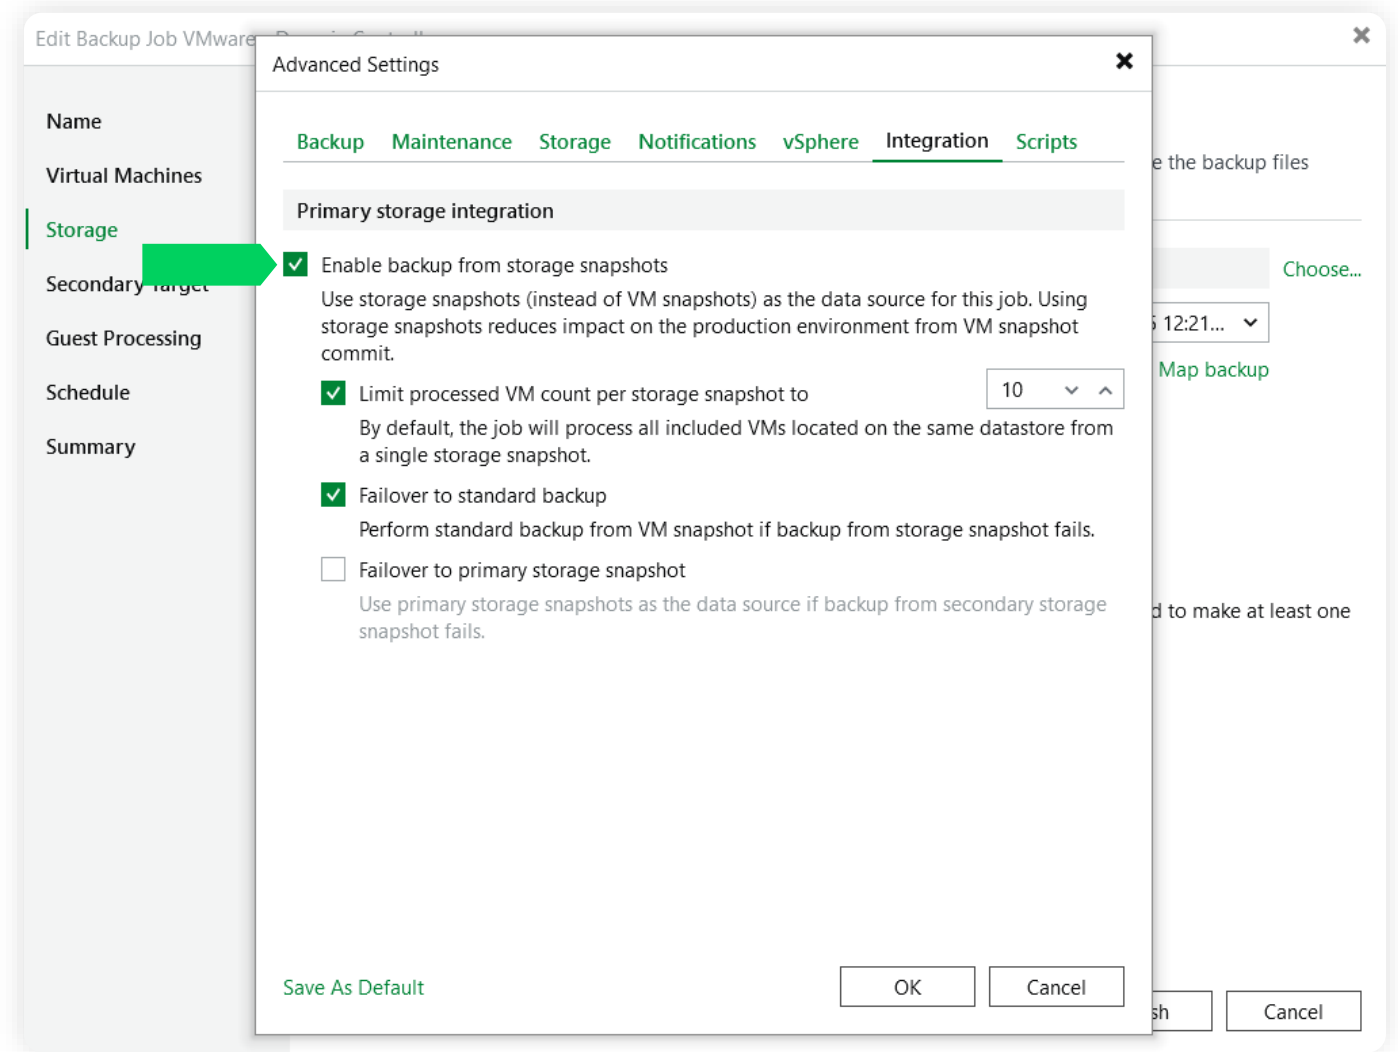 Edit Backup Job VMware
Advanced Settings
Name
Virtual Machines
Storage
Secondary Target
Guest Processing
Schedule
Summary
Backup Maintenance Storage Notifications vSphere Integration Scripts
Primary storage integration
Enable backup from storage snapshots
Use storage snapshots (instead of VM snapshots) as the data source for this job. Using
storage snapshots reduces impact on the production environment from VM snapshot
commit.
Limit processed VM count per storage snapshot to 10
By default, the job will process all included VMs located on the same datastore from
a single storage snapshot.
Failover to standard backup
Perform standard backup from VM snapshot if backup from storage snapshot fails.
Failover to primary storage snapshot
Use primary storage snapshots as the data source if backup from secondary storage
snapshot fails.
Save As Default
OK
Cancel
the backup files
Choose...
12:21...
Map backup
to make at least one
Cancel